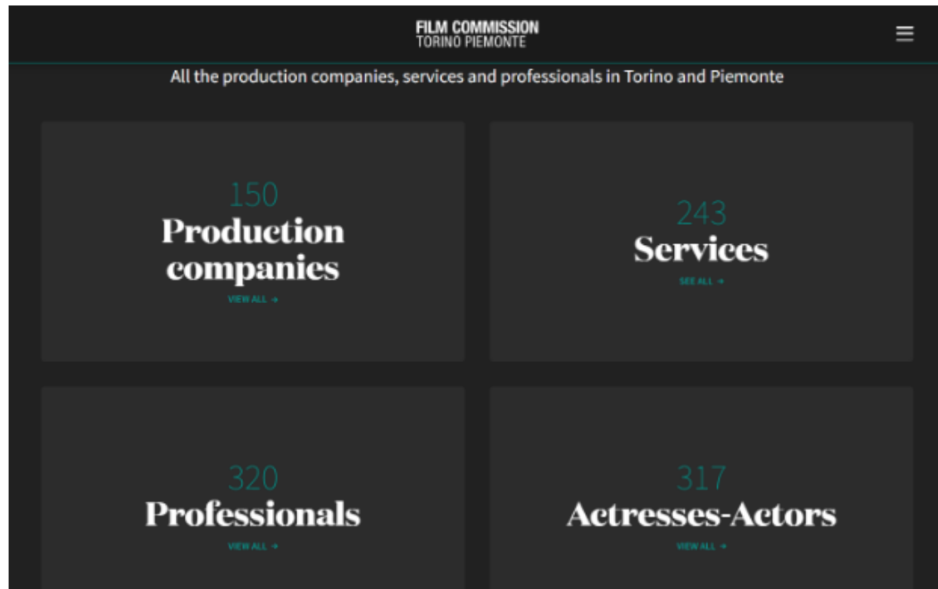 FILM COMMISSION
TORINO PIEMONTE
All the production companies, services and professionals in Torino and Piemonte
150
Production
companies
VIEW ALL →
243
Services
SEE ALL →
320
Professionals
VIEW ALL →
317
Actresses-Actors
VIEW ALL →